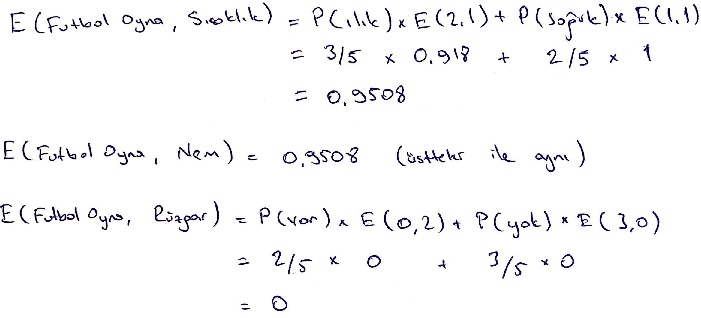 E (Futbol Oyna, Sıcaklık) = P(ılık) x E(2,1) + P(soğuk) x E(1,1)
= 3/5 x 0,918 + 2/5 x 1
= 0,9508
E (Futbol Oyna, Nem) = 0,9508 (üstteki ile aynı)
E (Futbol Oyna, Rüzgar) = P(var) x E(0,2) + P(yok) x E(3,0)
= 2/5 x 0 + 3/5 x 0
= 0